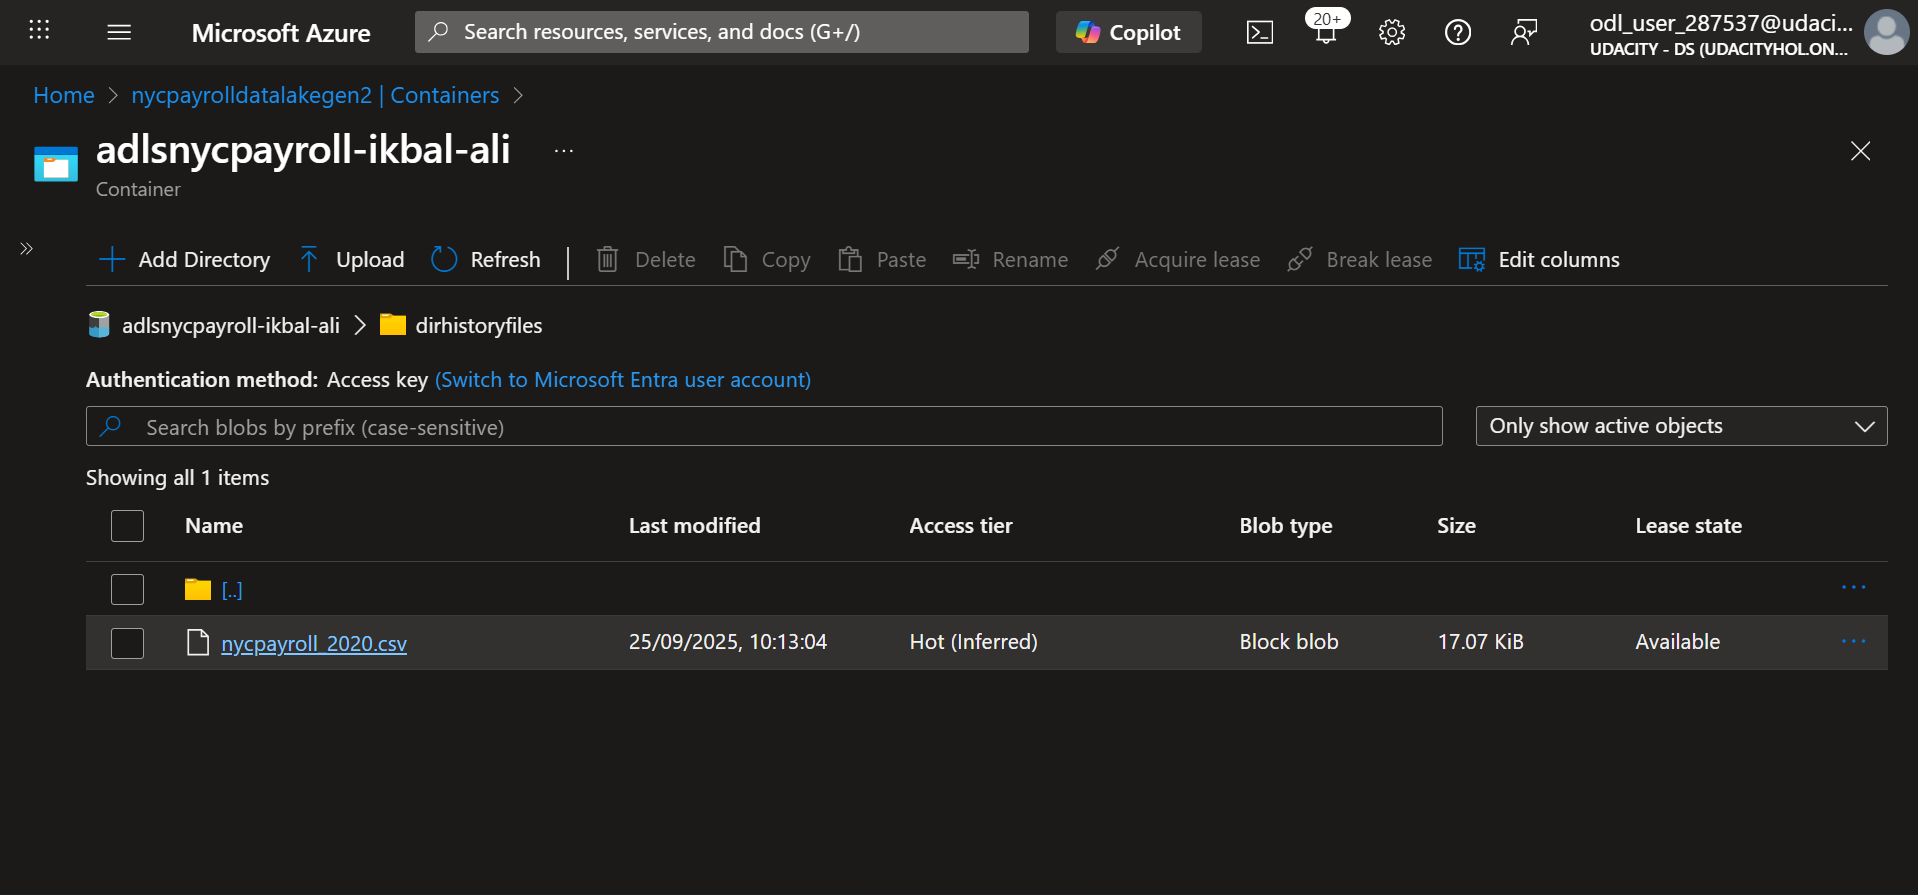 Microsoft Azure
Search resources, services, and docs (G+/)
Copilot
20+
odl_user_287537@udaci...
UDACITY - DS (UDACITYHOL.ON...
Home > nycpayrolldatalakegen2 | Containers >
adlsnycpayroll-ikbal-ali ...
Container
Add Directory Upload Refresh | Delete Copy Paste Rename Acquire lease Break lease Edit columns
adlsnycpayroll-ikbal-ali > dirhistoryfiles
Authentication method: Access key (Switch to Microsoft Entra user account)
Search blobs by prefix (case-sensitive)
Only show active objects
Showing all 1 items
Name Last modified Access tier Blob type Size Lease state
[..] ...
nycpayroll_2020.csv 25/09/2025, 10:13:04 Hot (Inferred) Block blob 17.07 KiB Available ...